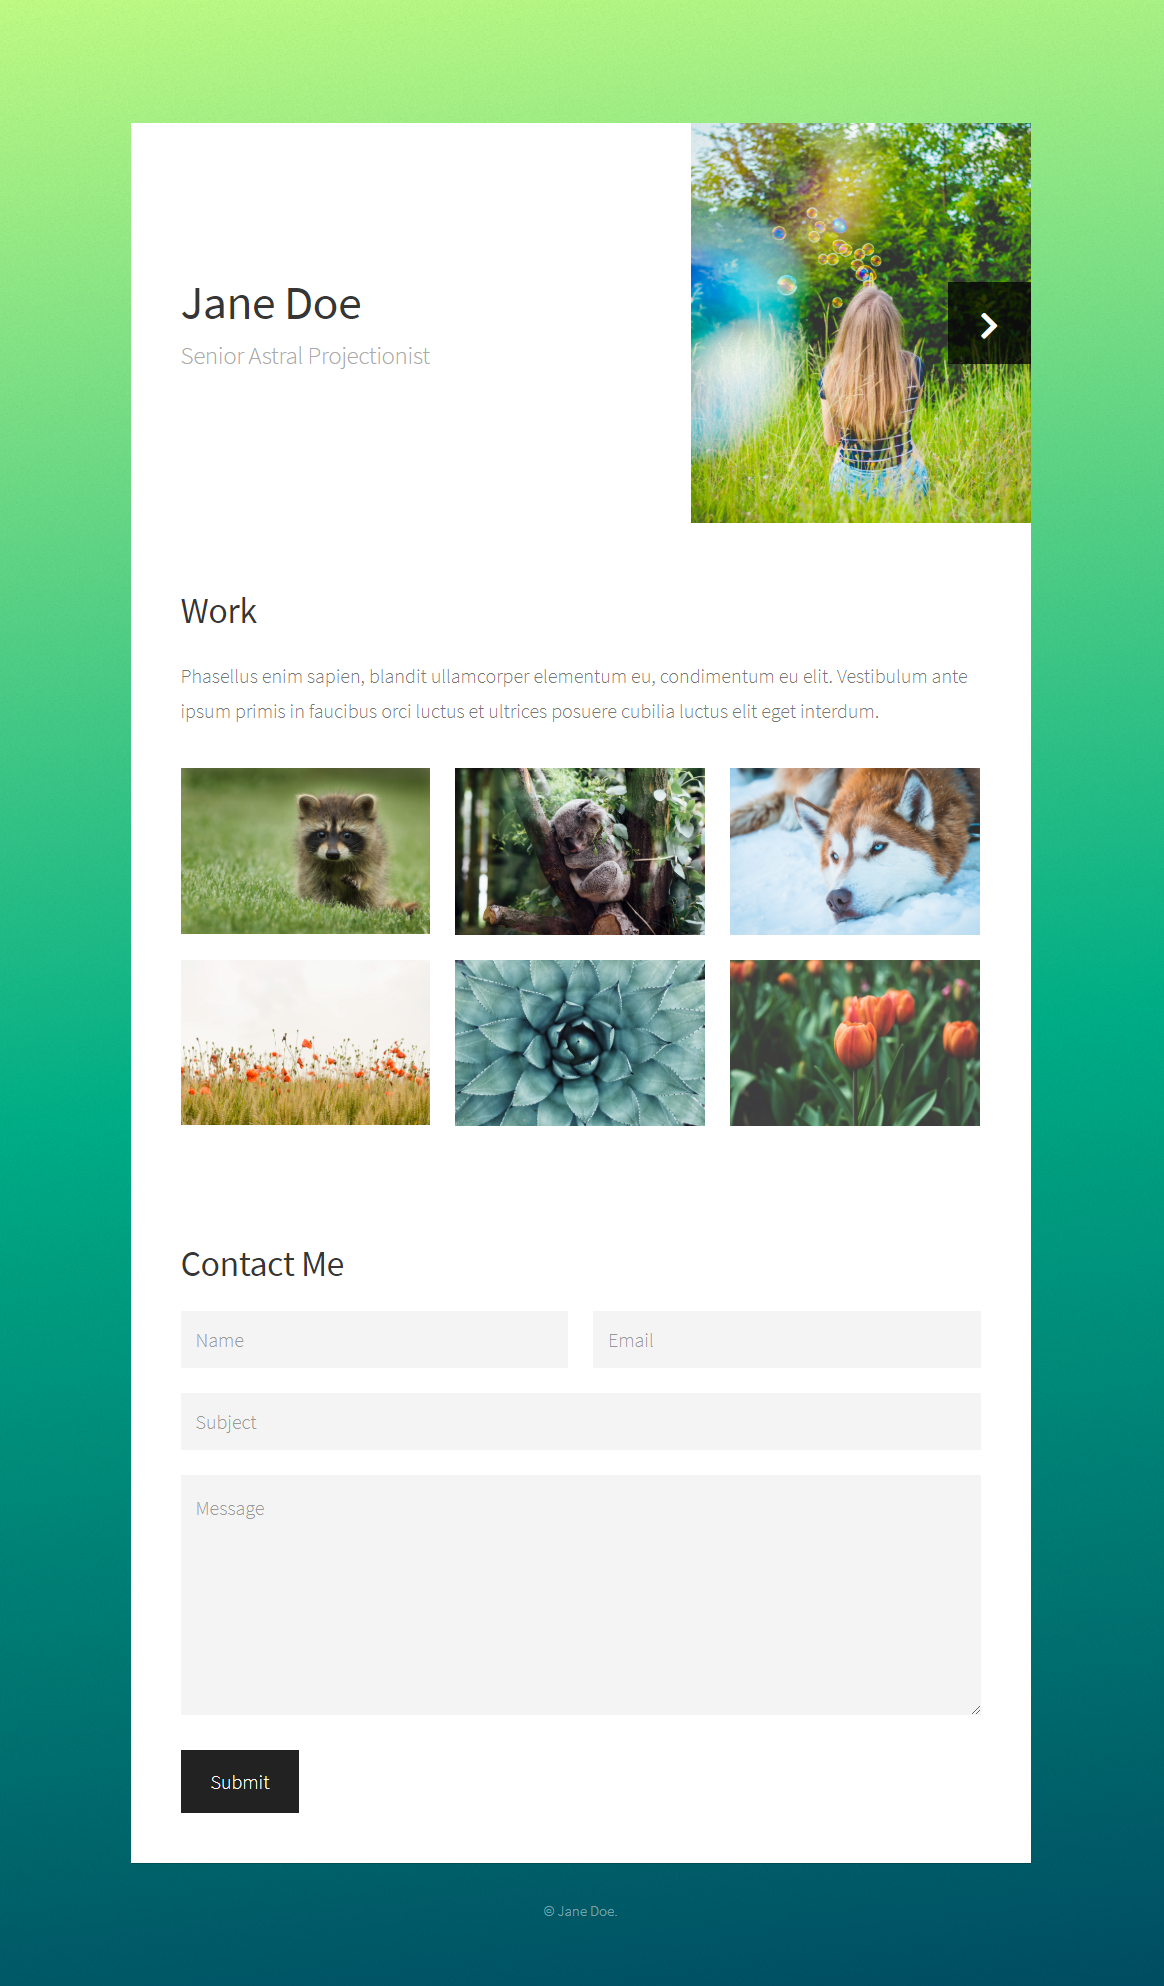 Jane Doe
Senior Astral Projectionist
Work
Phasellus enim sapien, blandit ullamcorper elementum eu, condimentum eu elit. Vestibulum ante
ipsum primis in faucibus orci luctus et ultrices posuere cubilia luctus elit eget interdum.
Contact Me
Name
Email
Subject
Message
Submit
© Jane Doe.